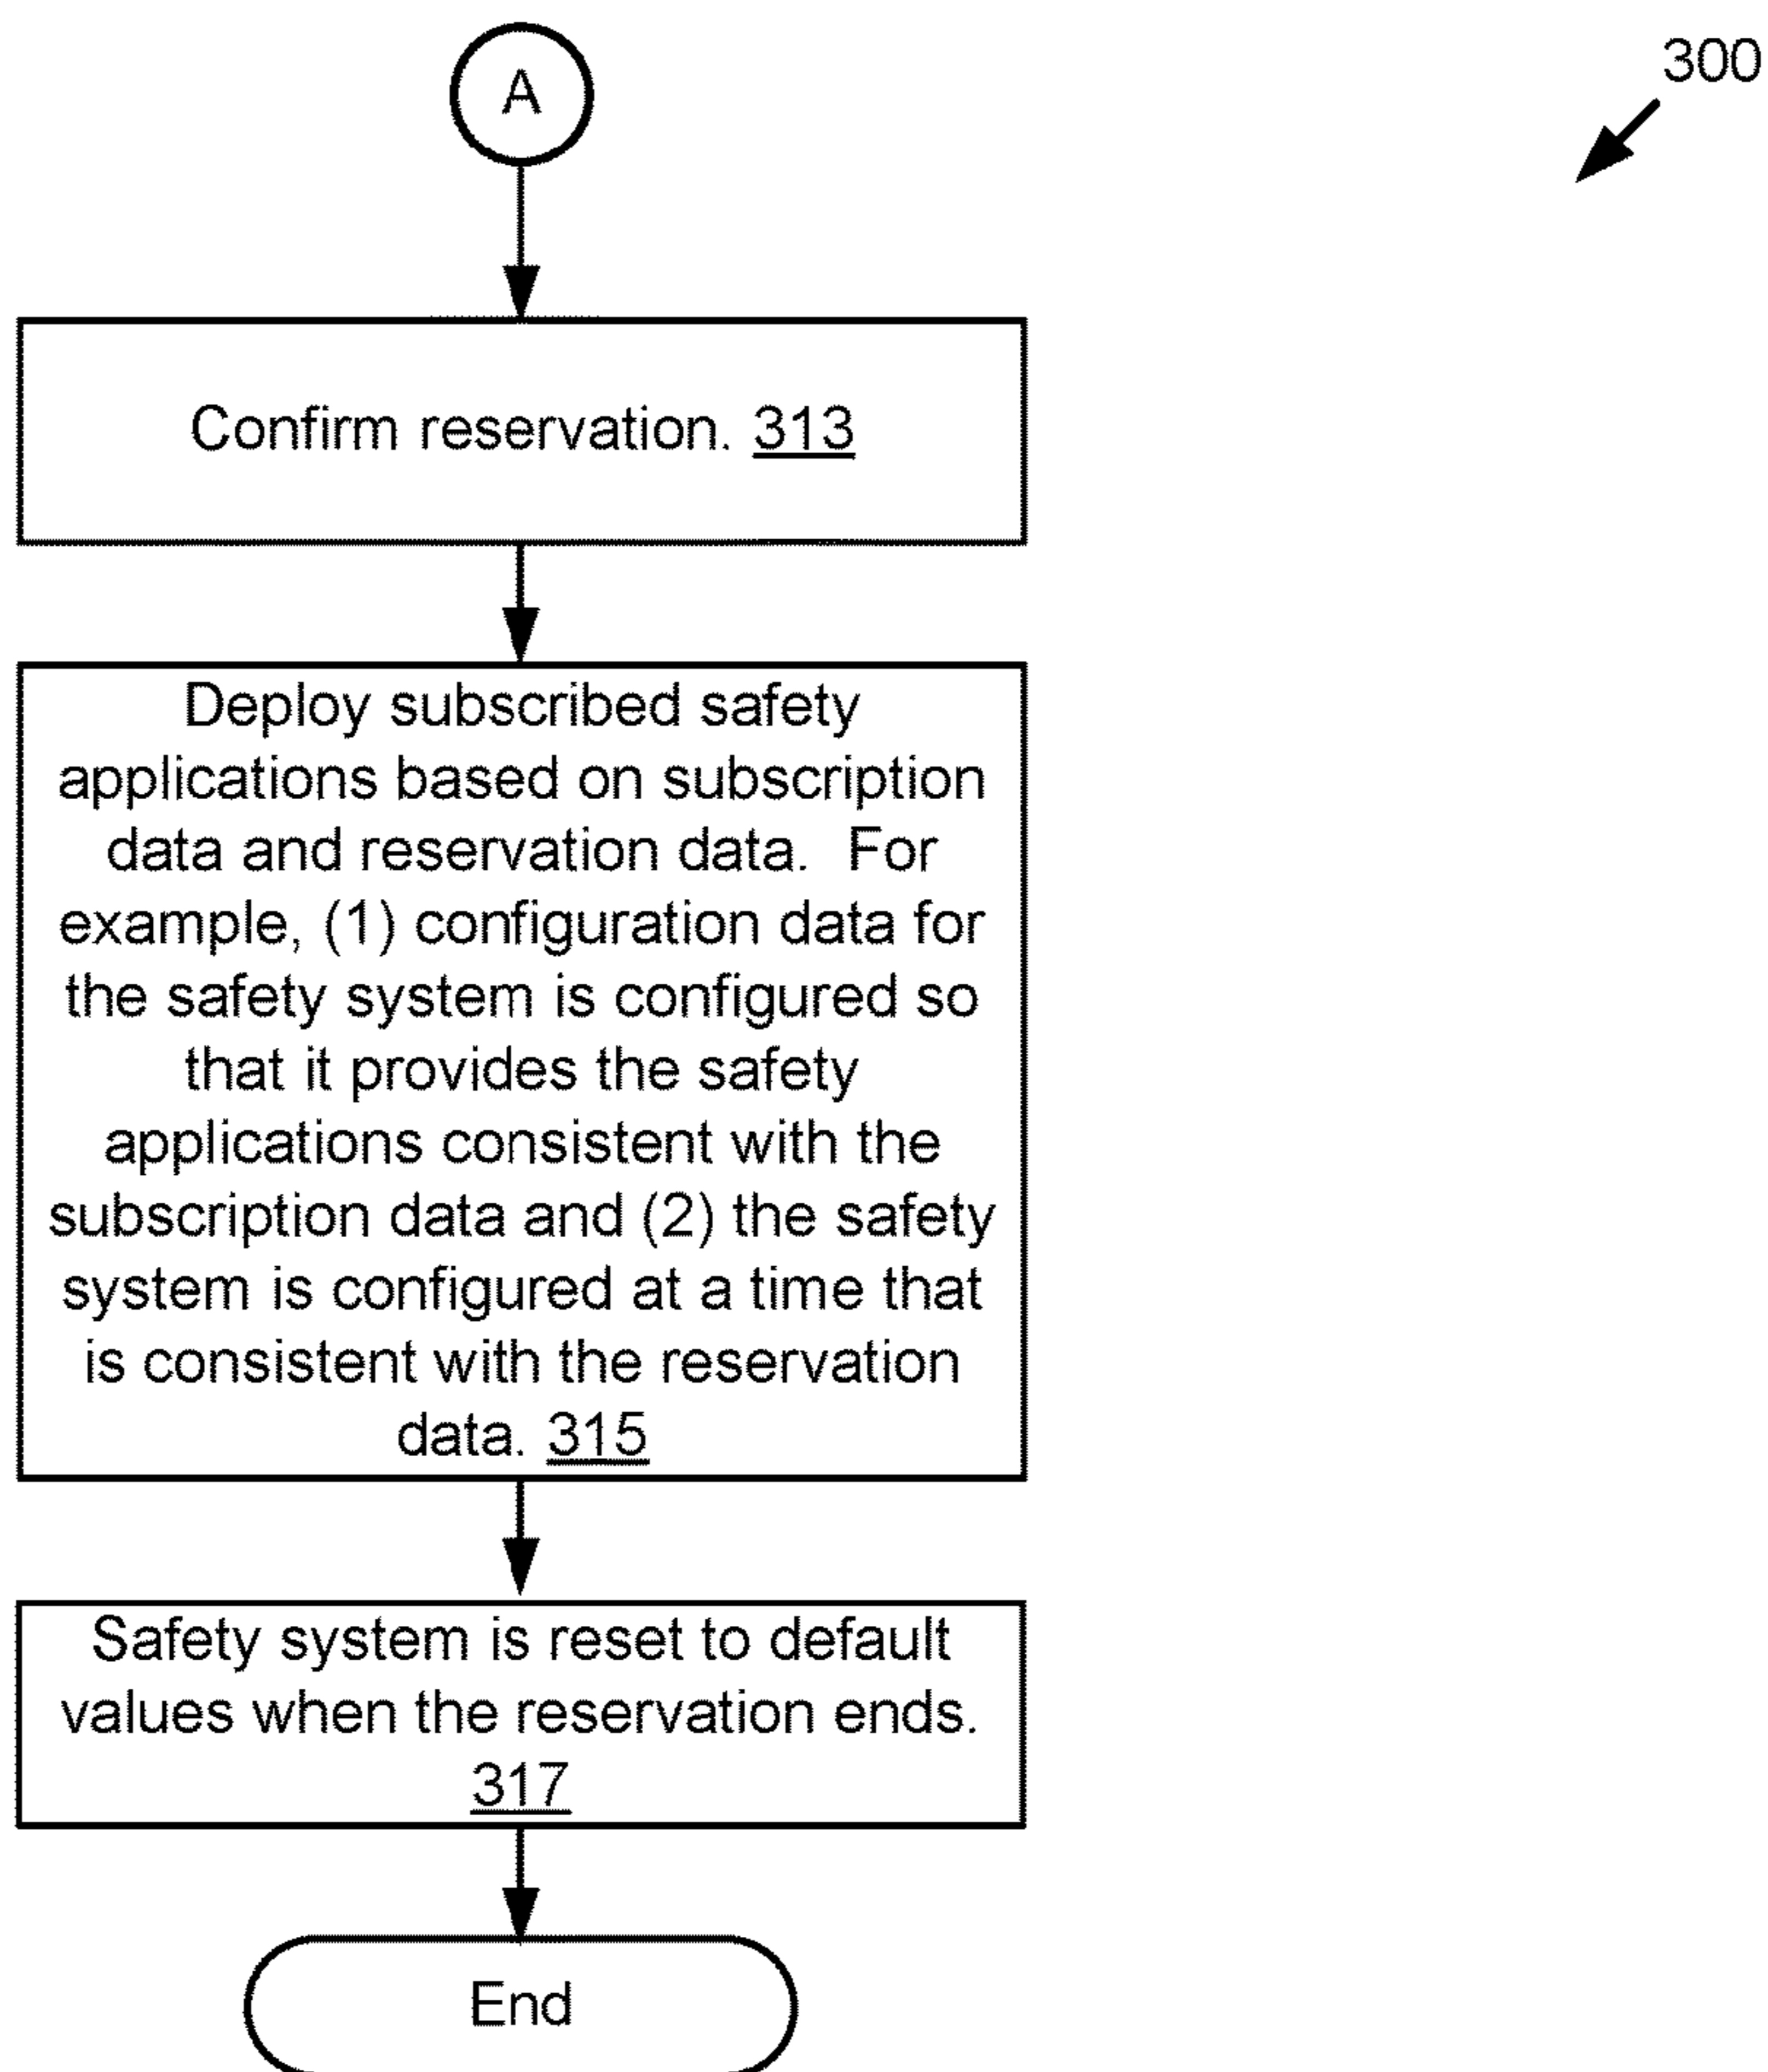 300
A
Confirm reservation. 313
Deploy subscribed safety
applications based on subscription
data and reservation data.  For
example, (1) configuration data for
the safety system is configured so
that it provides the safety
applications consistent with the
subscription data and (2) the safety
system is configured at a time that
is consistent with the reservation
data. 315
Safety system is reset to default
values when the reservation ends.
317
End